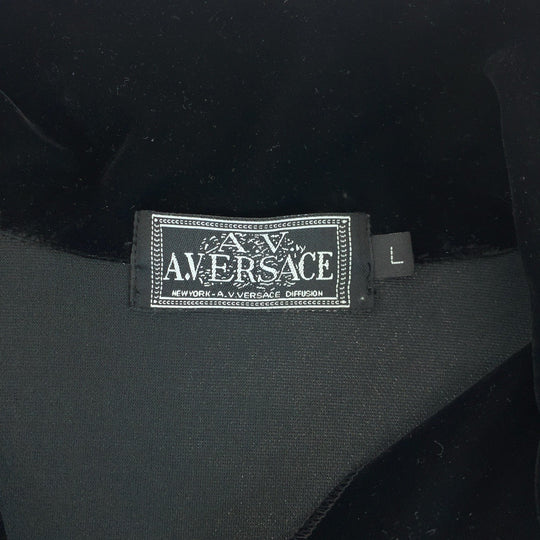 A.V. by
A.VERSACE
NEWYORK-A.V.VERSACE DIFFUSION
L